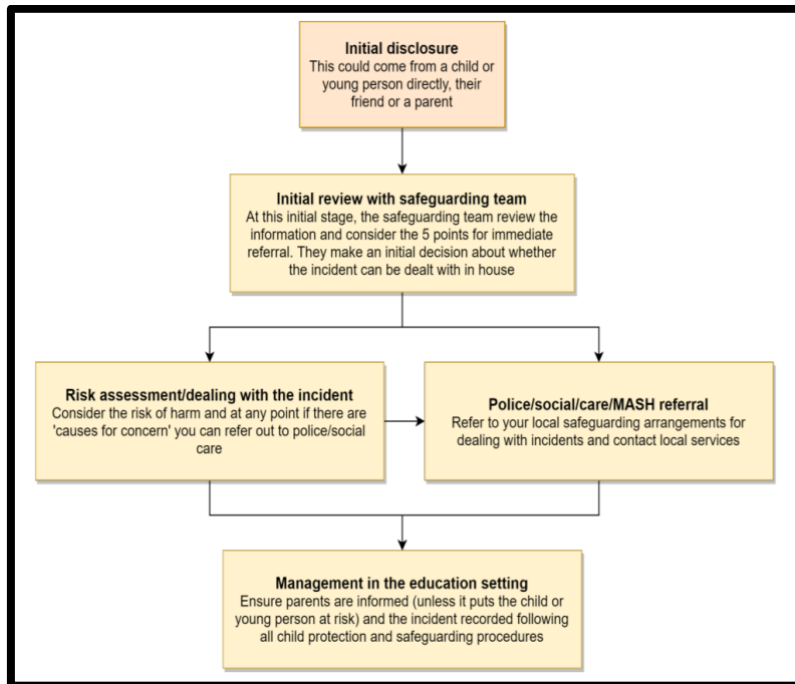 Initial disclosure
This could come from a child or
young person directly, their
friend or a parent
Initial review with safeguarding team
At this initial stage, the safeguarding team review the
information and consider the 5 points for immediate
referral. They make an initial decision about whether
the incident can be dealt with in house
Risk assessment/dealing with the incident
Consider the risk of harm and at any point if there are
'causes for concern' you can refer out to police/social
care
Police/social/care/MASH referral
Refer to your local safeguarding arrangements for
dealing with incidents and contact local services
Management in the education setting
Ensure parents are informed (unless it puts the child or
young person at risk) and the incident recorded following
all child protection and safeguarding procedures